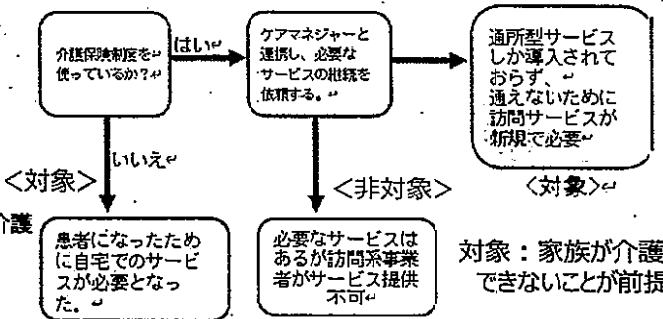 介護保険制度を
使っているか?
はい
ケアマネジャーと
連携し、必要な
サービスの継続を
依頼する。
通所型サービス
しか導入されて
おらず、
通えないために
訪問サービスが
新規で必要
いいえ
<対象>
<非対象>
<対象>
介護
患者になったため
に自宅でのサービ
スが必要となっ
た。
必要なサービスは
あるが訪問系事業
者がサービス提供
不可
対象：家族が介護
できないことが前提